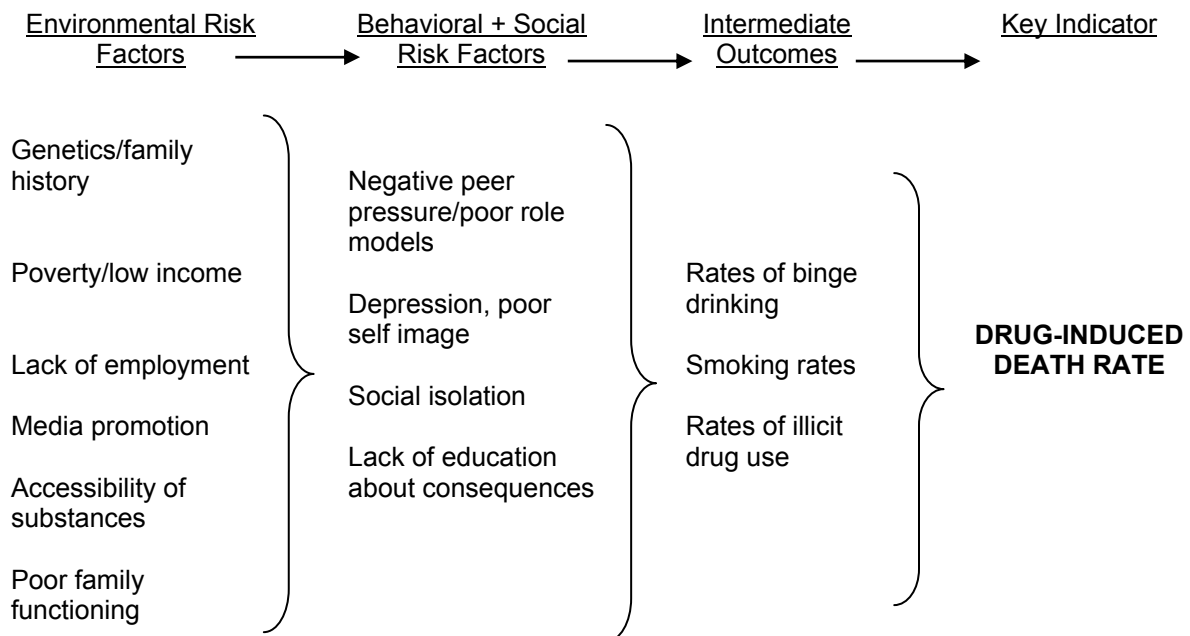 Environmental Risk
Factors
Behavioral + Social
Risk Factors
Intermediate
Outcomes
Key Indicator
Genetics/family
history
Poverty/low income
Lack of employment
Media promotion
Accessibility of
substances
Poor family
functioning
Negative peer
pressure/poor role
models
Depression, poor
self image
Social isolation
Lack of education
about consequences
Rates of binge
drinking
Smoking rates
Rates of illicit
drug use
DRUG-INDUCED
DEATH RATE